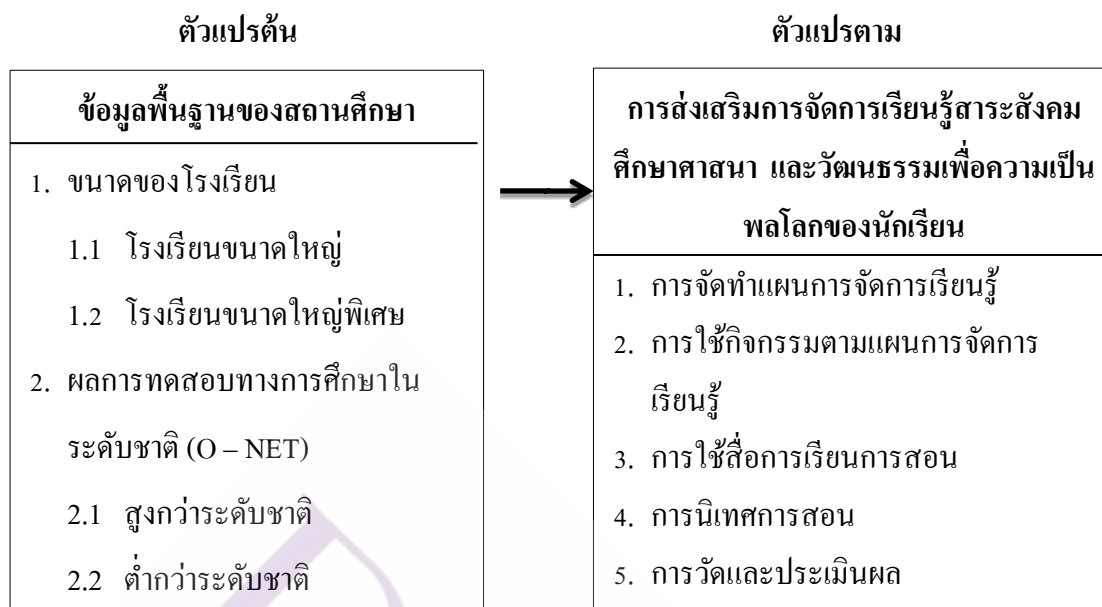 ตัวแปรต้น
ข้อมูลพื้นฐานของสถานศึกษา
1. ขนาดของโรงเรียน
1.1 โรงเรียนขนาดใหญ่
1.2 โรงเรียนขนาดใหญ่พิเศษ
2. ผลการทดสอบทางการศึกษาใน
ระดับชาติ (O – NET)
2.1 สูงกว่าระดับชาติ
2.2 ต่ำกว่าระดับชาติ
ตัวแปรตาม
การส่งเสริมการจัดการเรียนรู้สาระสังคม
ศึกษาศาสนา และวัฒนธรรมเพื่อความเป็น
พลโลกของนักเรียน
1. การจัดทำแผนการจัดการเรียนรู้
2. การใช้กิจกรรมตามแผนการจัดการ
เรียนรู้
3. การใช้สื่อการเรียนการสอน
4. การนิเทศการสอน
5. การวัดและประเมินผล